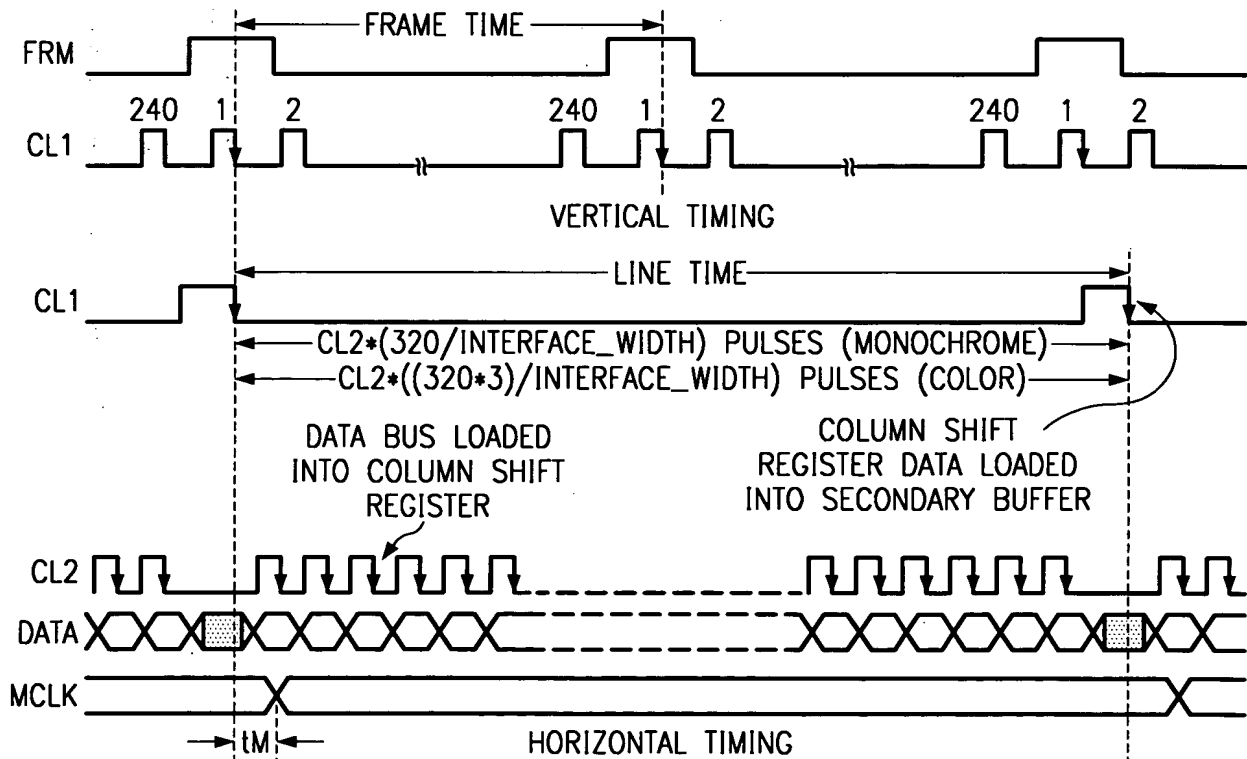 FRAME TIME
FRM
240 1 2 240 1 2 240 1 2
CL1
VERTICAL TIMING
LINE TIME
CL1
CL2*(320/INTERFACE_WIDTH) PULSES (MONOCHROME)
CL2*((320*3)/INTERFACE_WIDTH) PULSES (COLOR)
DATA BUS LOADED
INTO COLUMN SHIFT
REGISTER
COLUMN SHIFT
REGISTER DATA LOADED
INTO SECONDARY BUFFER
CL2
DATA
MCLK
tM
HORIZONTAL TIMING